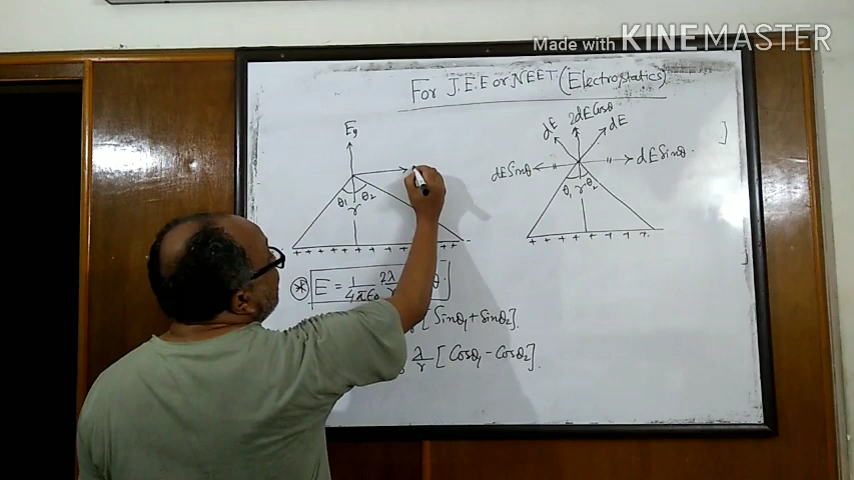 Made with KINEMASTER
For J.E.E or NEET (Electrostatics)
Ey
θ1 θ2
r
+ + + + + + + + + + + +
dE 2dE Cosθ dE
dE Sinθ dE Sinθ.
θ1 r θ2
+ + + + + + + +
* E = 1/4πε0 2λ/r θ.
[Sinθ1 + Sinθ2].
λ/r [Cosθ1 - Cosθ2].